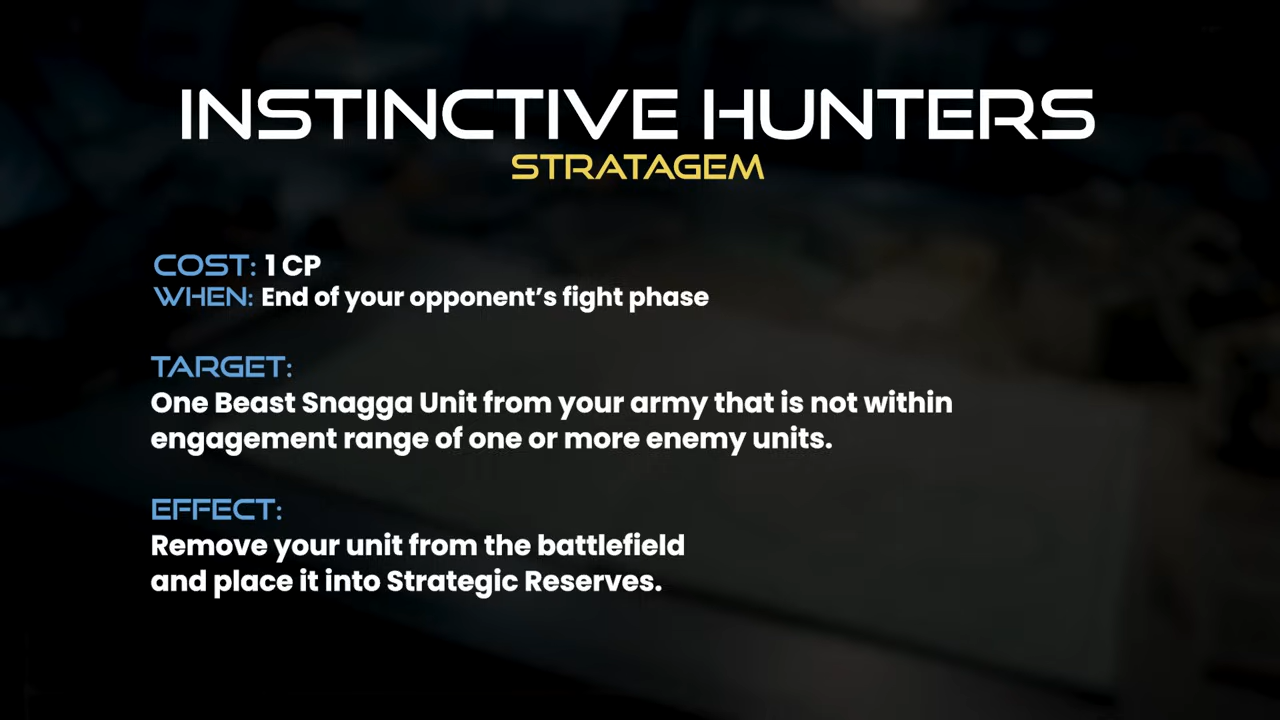 INSTINCTIVE HUNTERS
STRATAGEM
COST: 1 CP
WHEN: End of your opponent’s fight phase
TARGET:
One Beast Snagga Unit from your army that is not within
engagement range of one or more enemy units.
EFFECT:
Remove your unit from the battlefield
and place it into Strategic Reserves.